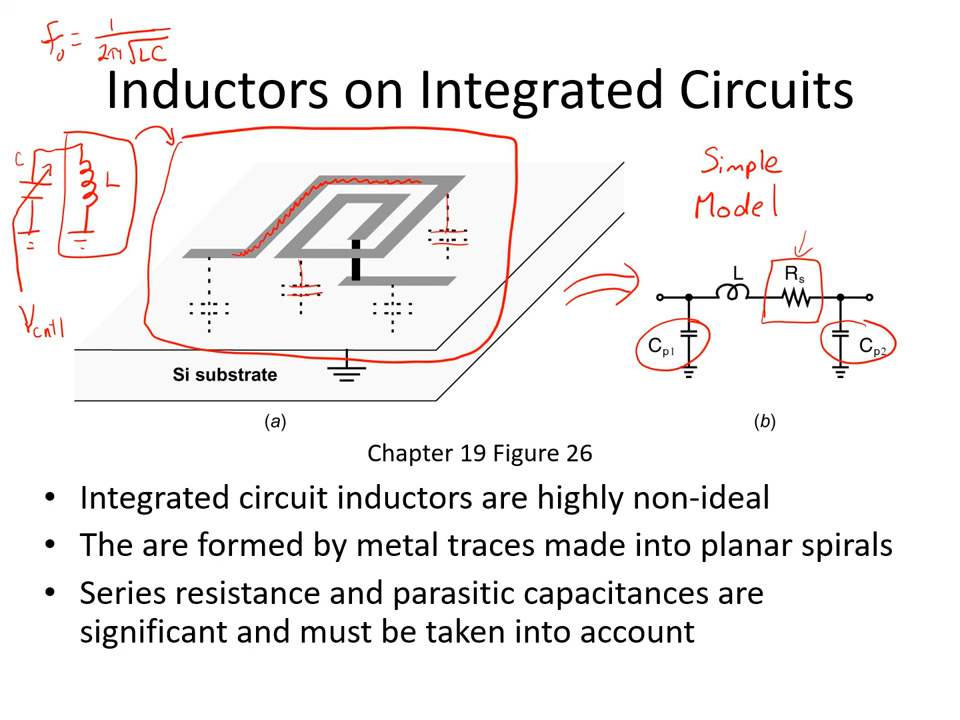 f₀ = 1 / 2π√LC
Inductors on Integrated Circuits
C
L
Vcntl
Simple
Model
L
Rs
Cp1
Cp2
Si substrate
(a)
(b)
Chapter 19 Figure 26
• Integrated circuit inductors are highly non-ideal
• The are formed by metal traces made into planar spirals
• Series resistance and parasitic capacitances are
significant and must be taken into account